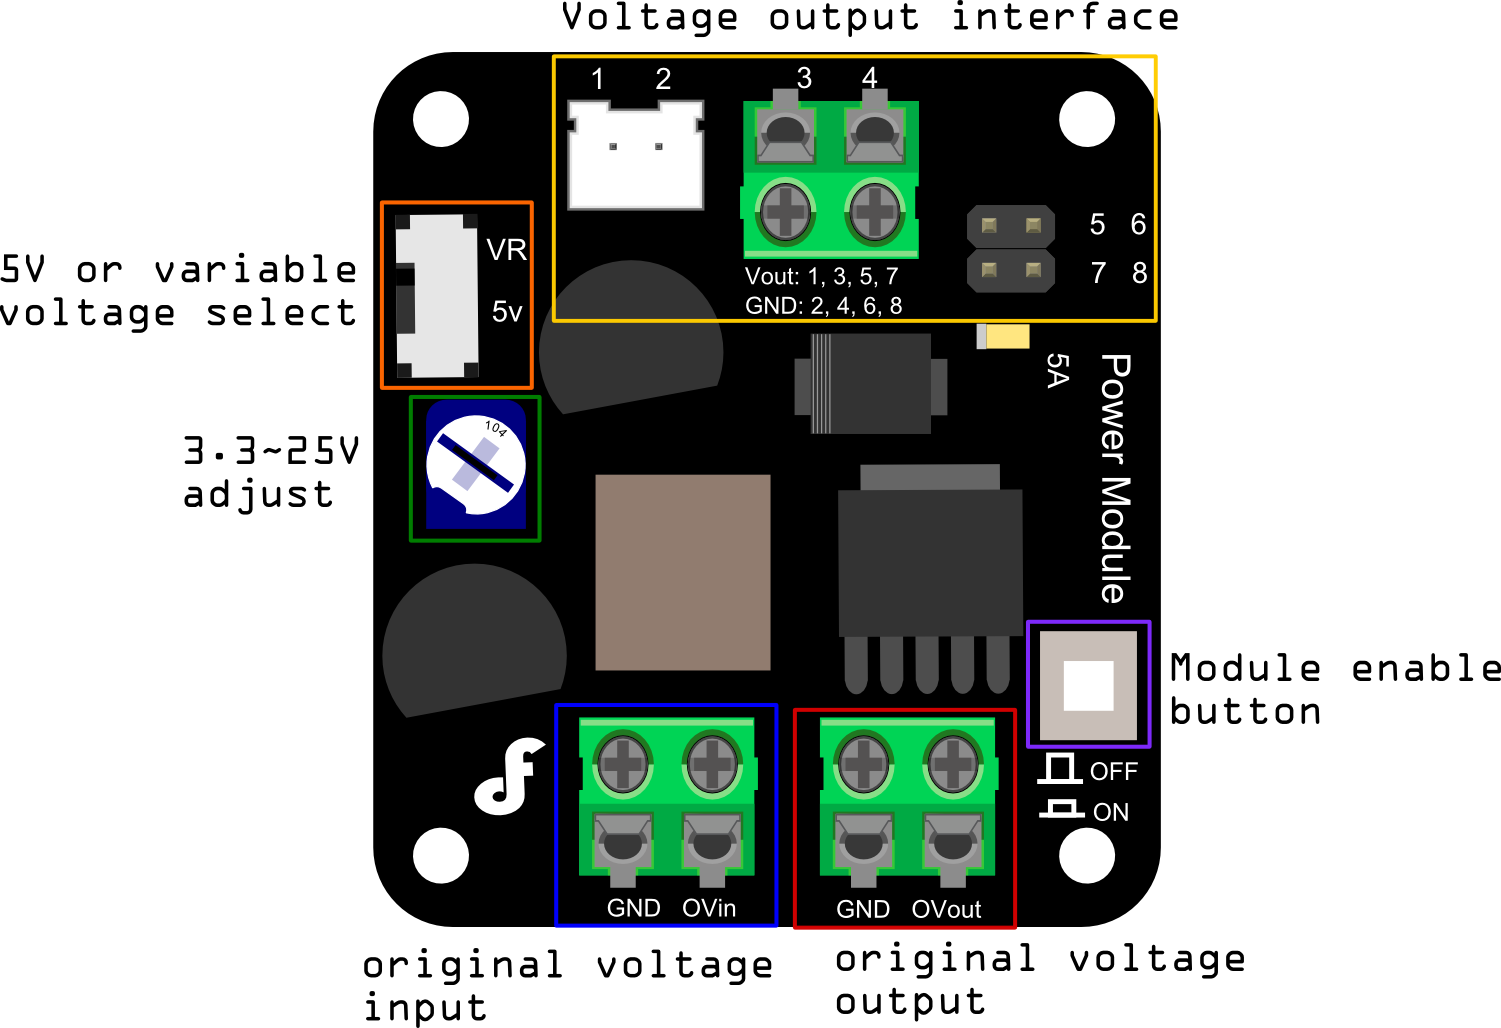 Voltage output interface
1 2
3 4
5 6
7 8
Vout: 1, 3, 5, 7
GND: 2, 4, 6, 8
5V or variable
voltage select
VR
5v
3.3~25V
adjust
104
5A
Power Module
Module enable
button
OFF
ON
GND OVin
GND OVout
original voltage
input
original voltage
output